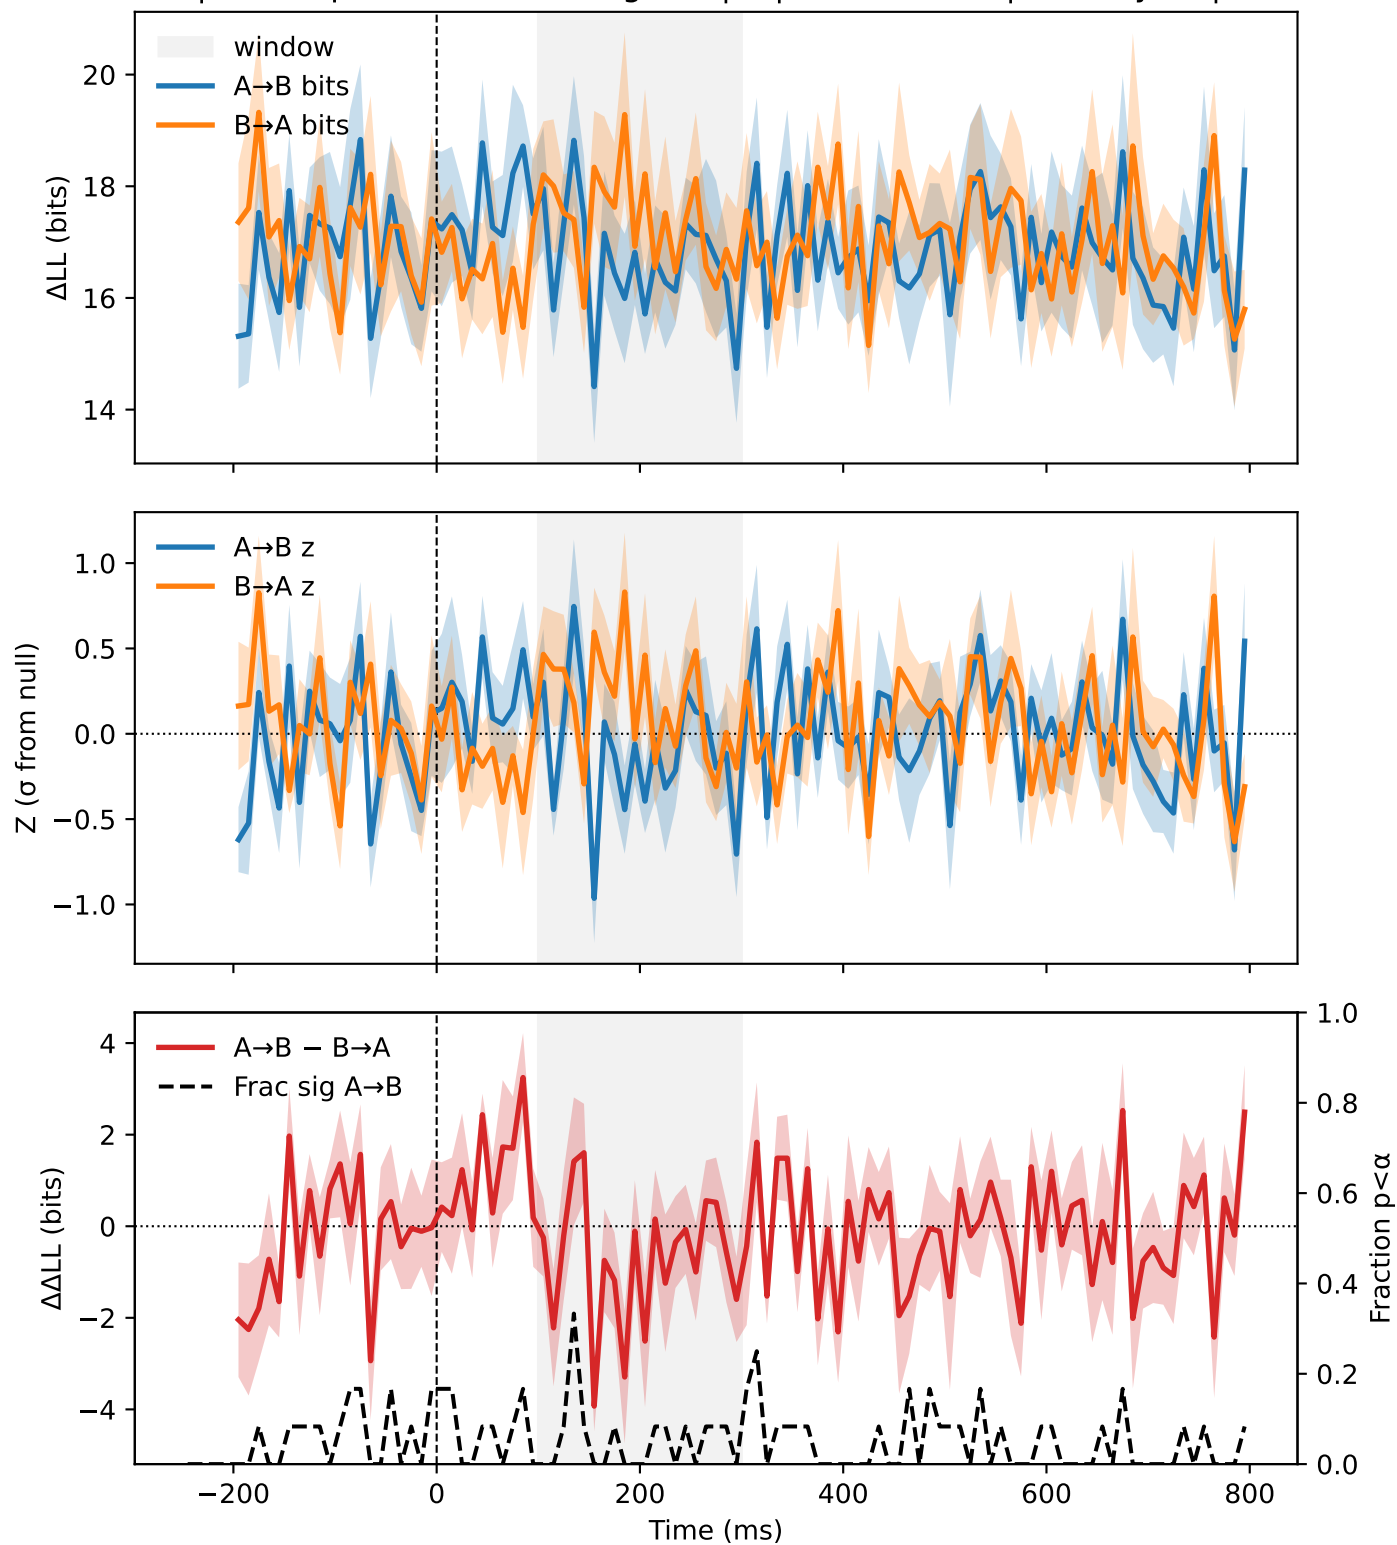 window
A→B bits
B→A bits
20
18
16
14
ΔLL (bits)
A→B z
B→A z
1.0
0.5
0.0
−0.5
−1.0
Z (σ from null)
A→B − B→A
Frac sig A→B
4
2
0
−2
−4
ΔΔLL (bits)
1.0
0.8
0.6
0.4
0.2
0.0
Fraction p<α
−200 0 200 400 600 800
Time (ms)